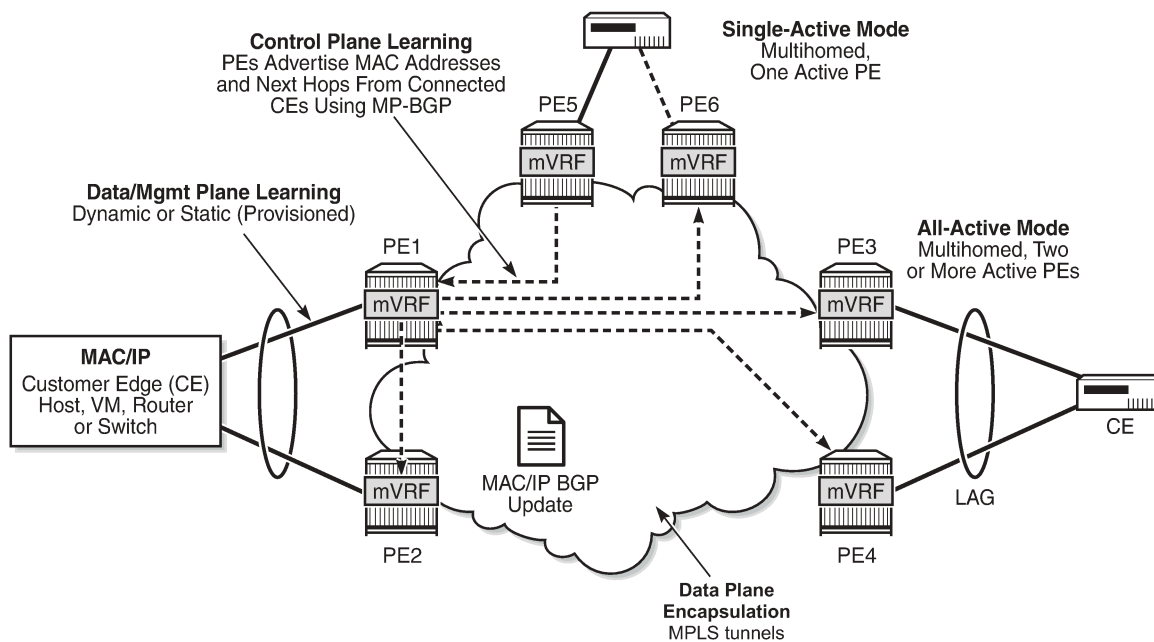 Control Plane Learning
PEs Advertise MAC Addresses
and Next Hops From Connected
CEs Using MP-BGP
Single-Active Mode
Multihomed,
One Active PE
PE5
PE6
mVRF
mVRF
Data/Mgmt Plane Learning
Dynamic or Static (Provisioned)
All-Active Mode
Multihomed, Two
or More Active PEs
PE1
PE3
mVRF
mVRF
MAC/IP
Customer Edge (CE)
Host, VM, Router
or Switch
CE
MAC/IP BGP
Update
mVRF
mVRF
LAG
PE2
PE4
Data Plane
Encapsulation
MPLS tunnels